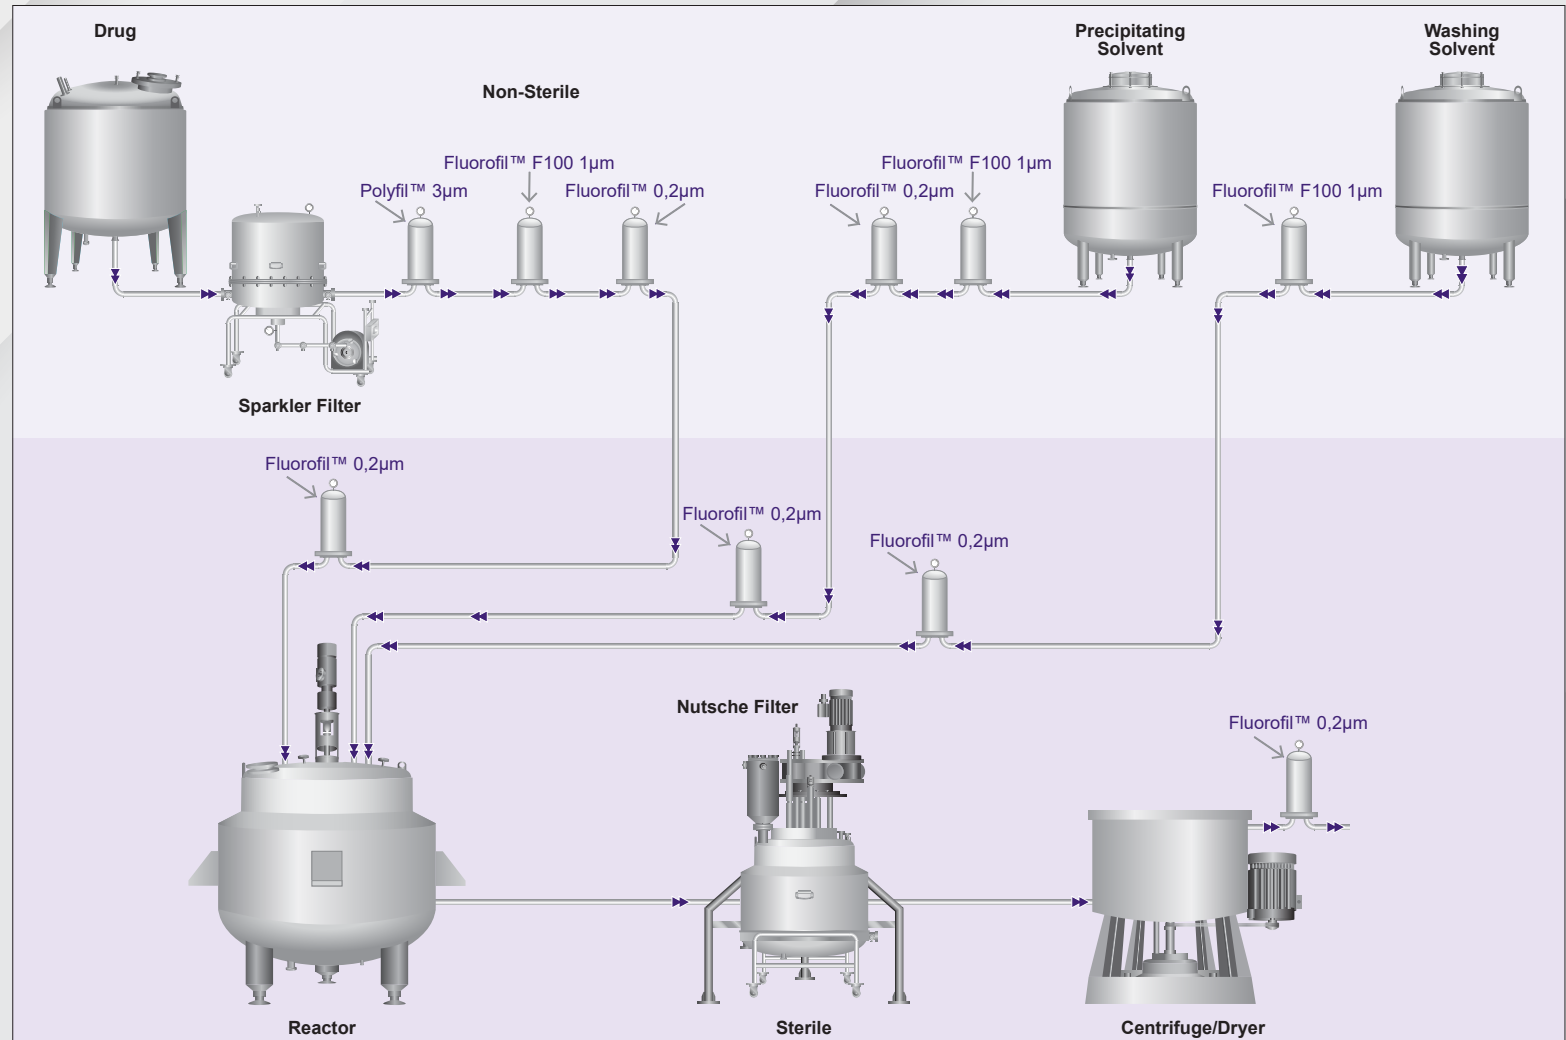 Drug
Precipitating
Solvent
Washing
Solvent
Non-Sterile
Fluorofil™ F100 1µm
Polyfil™ 3µm
Fluorofil™ 0,2µm
Fluorofil™ F100 1µm
Fluorofil™ 0,2µm
Fluorofil™ F100 1µm
Sparkler Filter
Fluorofil™ 0,2µm
Fluorofil™ 0,2µm
Fluorofil™ 0,2µm
Nutsche Filter
Fluorofil™ 0,2µm
Reactor
Sterile
Centrifuge/Dryer